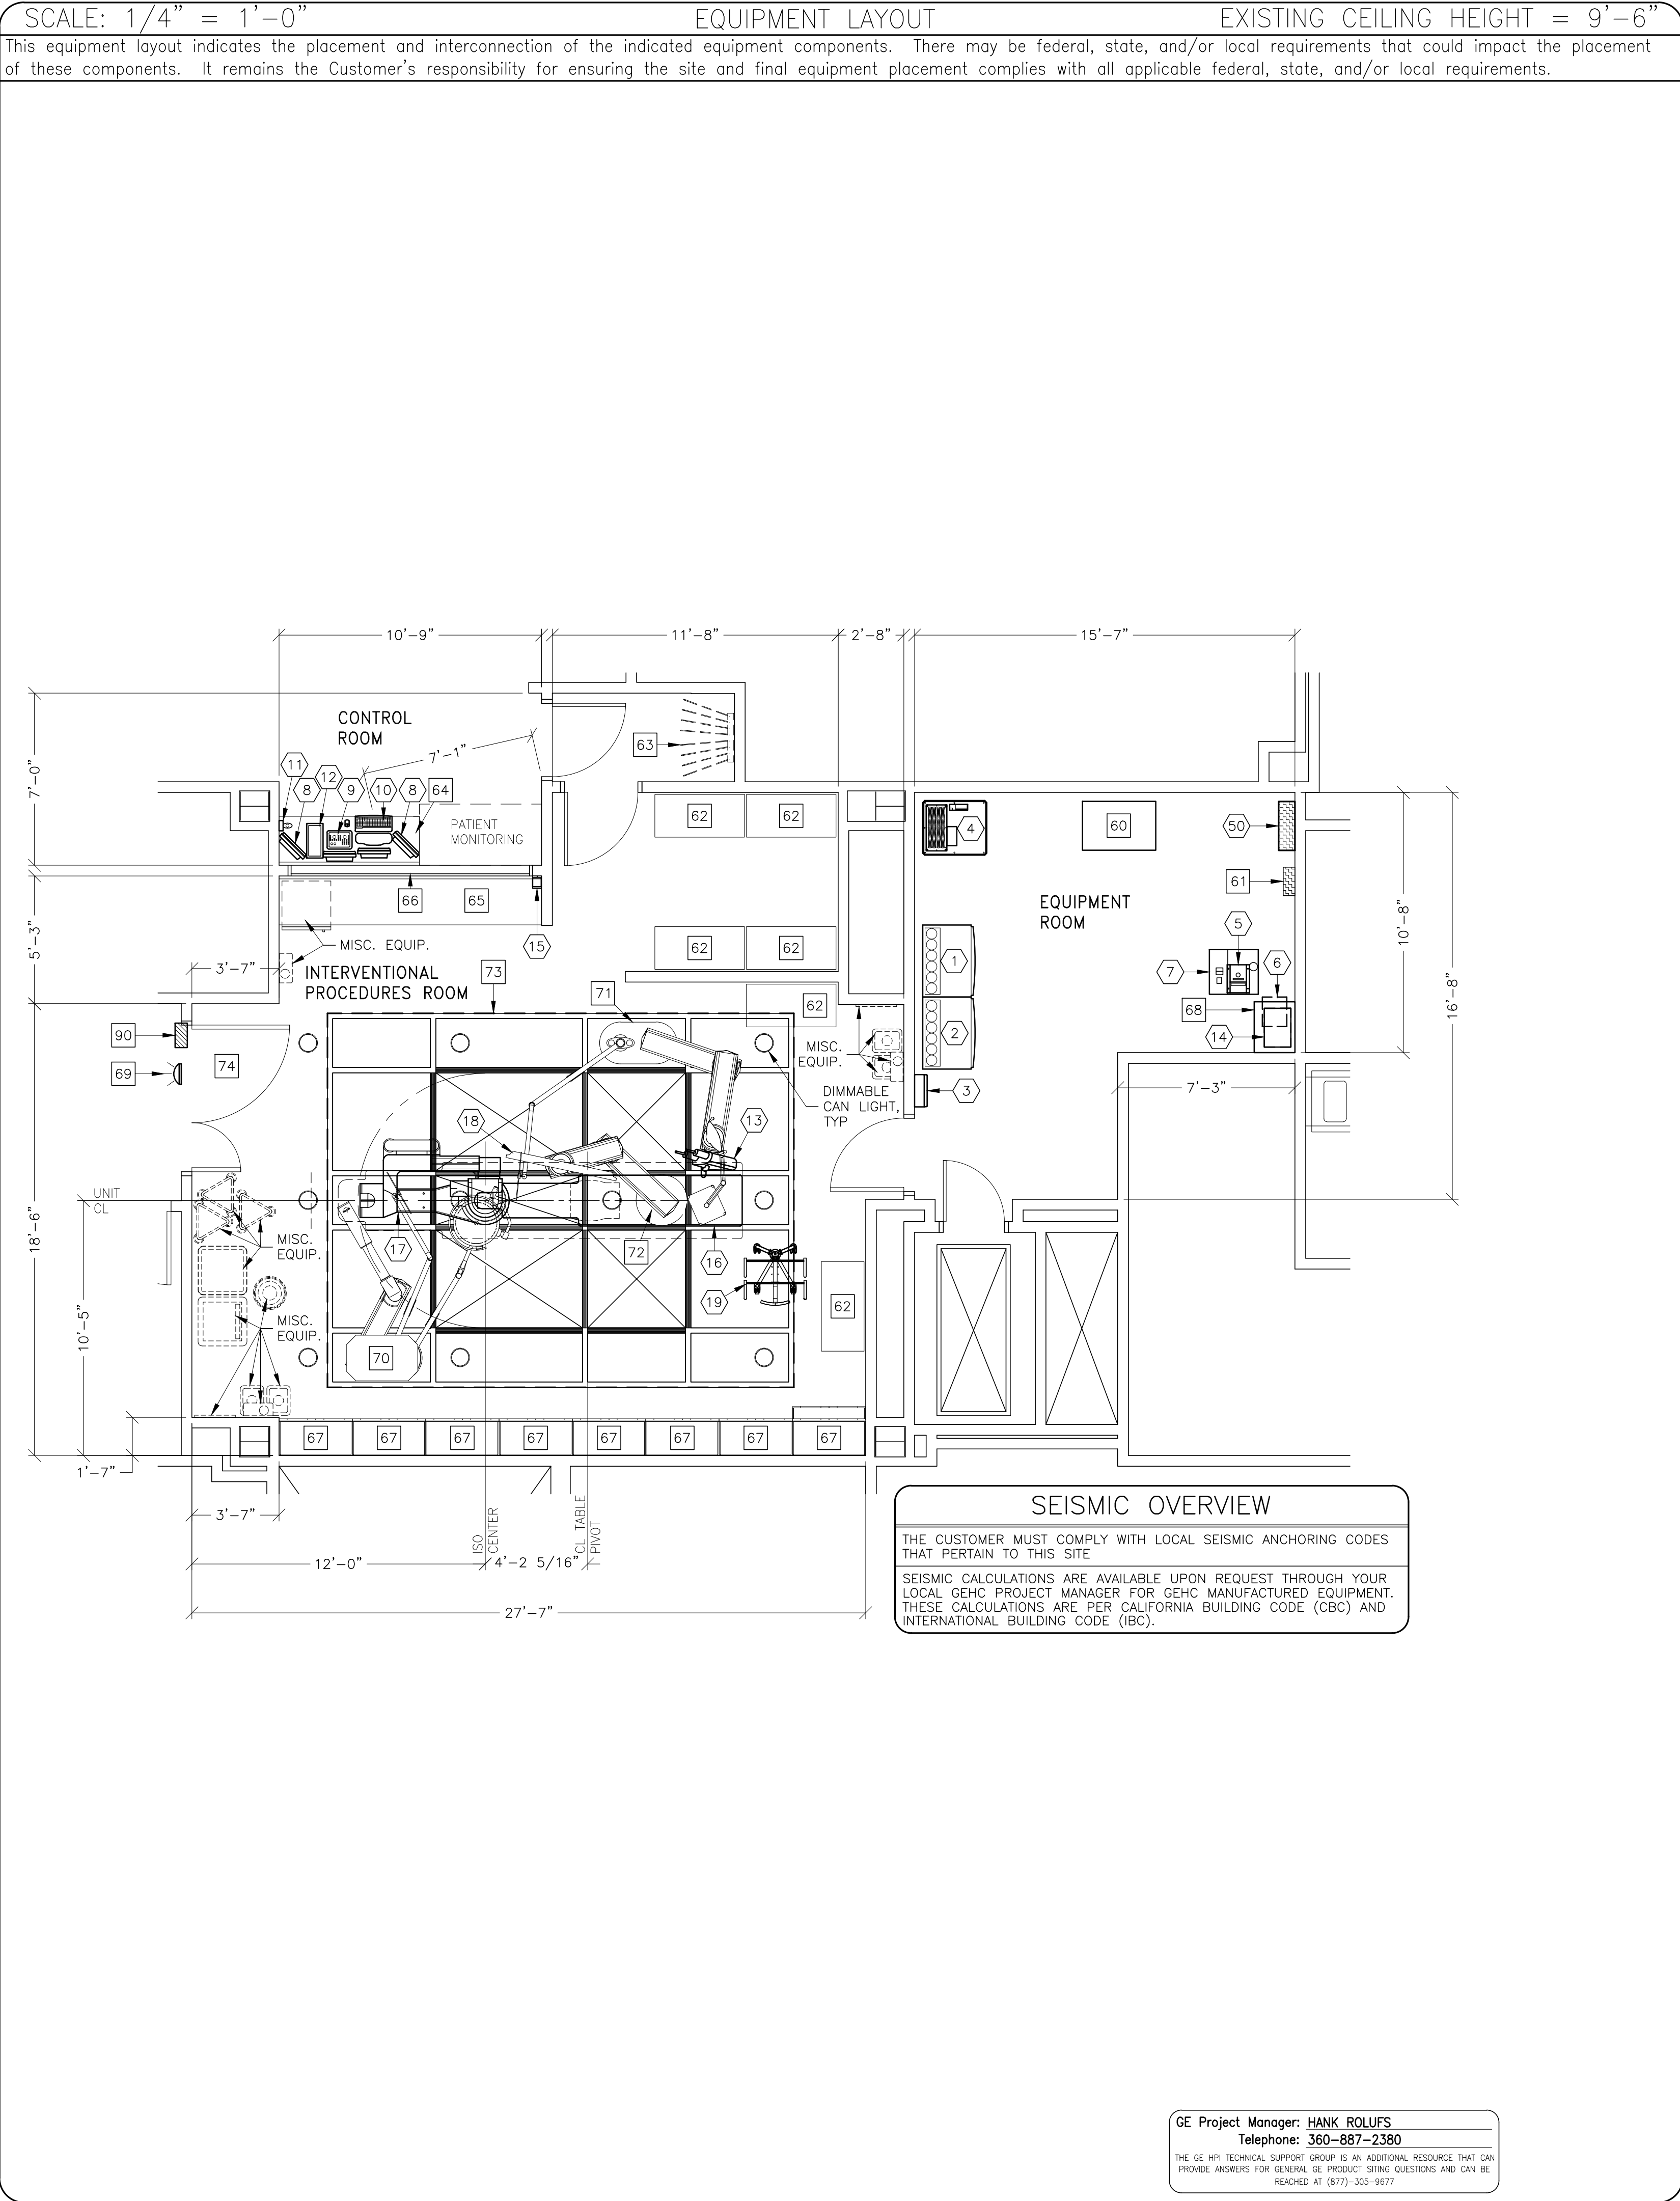 SCALE: 1/4" = 1'-0"
EQUIPMENT LAYOUT
EXISTING CEILING HEIGHT = 9'-6"
This equipment layout indicates the placement and interconnection of the indicated equipment components. There may be federal, state, and/or local requirements that could impact the placement
of these components. It remains the Customer's responsibility for ensuring the site and final equipment placement complies with all applicable federal, state, and/or local requirements.
10'-9"
11'-8"
2'-8"
15'-7"
CONTROL
ROOM
7'-1"
63
7'-0"
11
12
8
9
10
8
64
PATIENT
MONITORING
62
62
4
60
50
66
65
61
EQUIPMENT
ROOM
10'-8"
5'-3"
MISC. EQUIP.
15
62
62
5
3'-7"
INTERVENTIONAL
PROCEDURES ROOM
73
1
7
6
16'-8"
71
62
68
90
2
14
MISC.
EQUIP.
69
74
3
7'-3"
DIMMABLE
CAN LIGHT,
TYP
18
13
UNIT
CL
18'-6"
MISC.
EQUIP.
17
72
16
19
62
MISC.
EQUIP.
10'-5"
70
67
67
67
67
67
67
67
67
1'-7"
3'-7"
ISO
CENTER
CL TABLE
PIVOT
12'-0"
4'-2 5/16"
27'-7"
SEISMIC OVERVIEW
THE CUSTOMER MUST COMPLY WITH LOCAL SEISMIC ANCHORING CODES
THAT PERTAIN TO THIS SITE
SEISMIC CALCULATIONS ARE AVAILABLE UPON REQUEST THROUGH YOUR
LOCAL GEHC PROJECT MANAGER FOR GEHC MANUFACTURED EQUIPMENT.
THESE CALCULATIONS ARE PER CALIFORNIA BUILDING CODE (CBC) AND
INTERNATIONAL BUILDING CODE (IBC).
GE Project Manager: HANK ROLUFS
Telephone: 360-887-2380
THE GE HPI TECHNICAL SUPPORT GROUP IS AN ADDITIONAL RESOURCE THAT CAN
PROVIDE ANSWERS FOR GENERAL GE PRODUCT SITING QUESTIONS AND CAN BE
REACHED AT (877)-305-9677